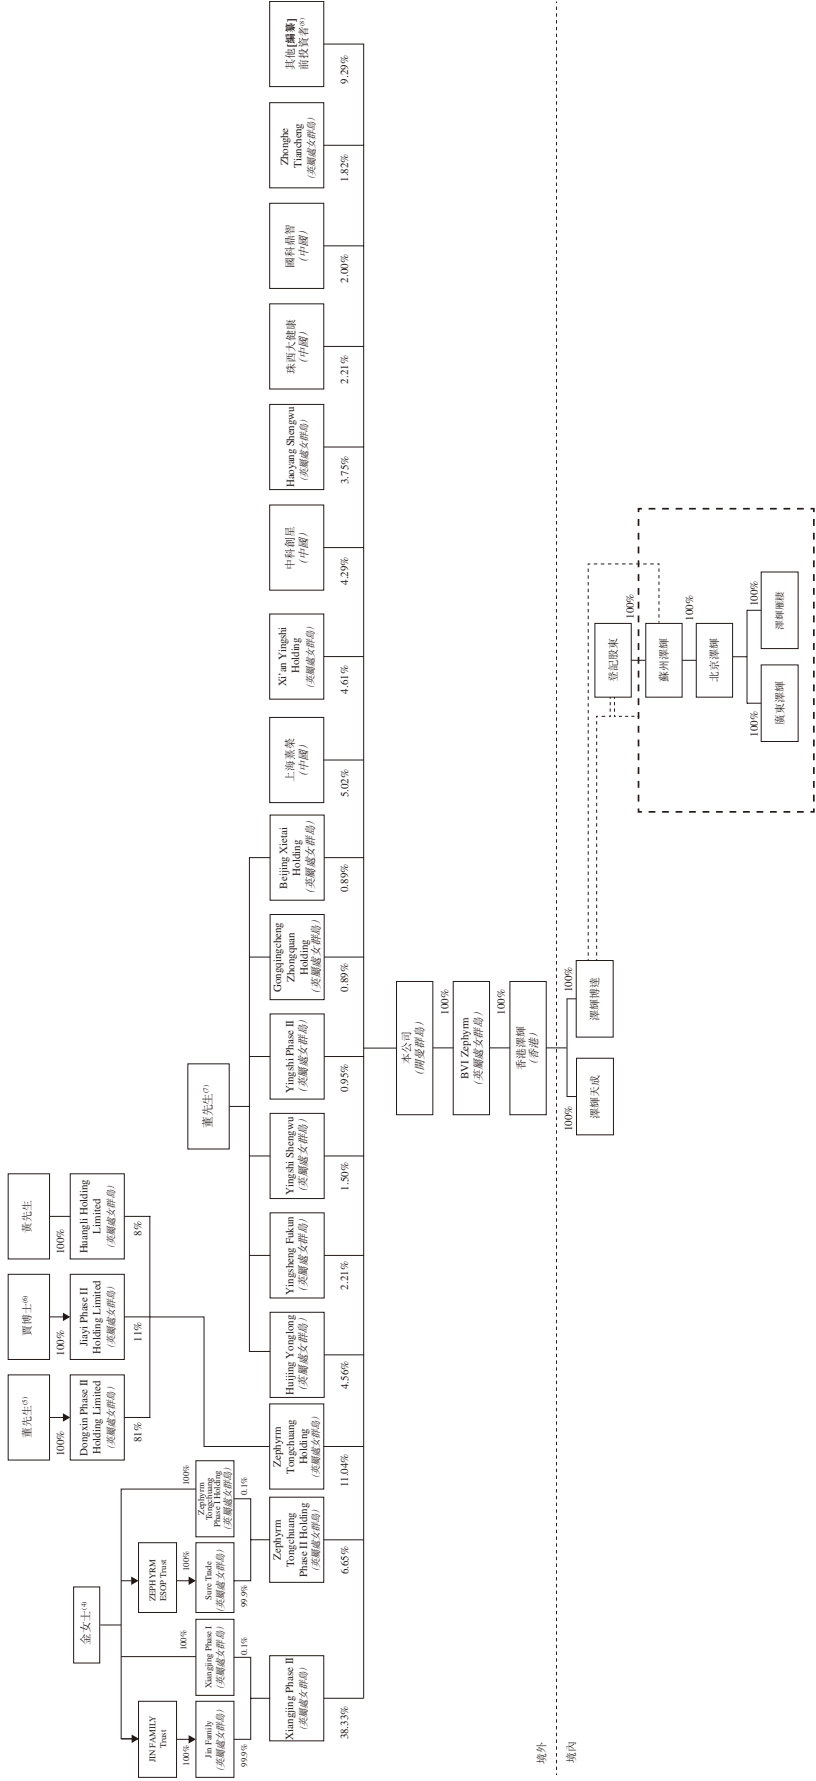 金女士(4)
董先生(5)
賈博士(6)
黃先生
JIN FAMILY
Trust
100%
ZEPHYRM
ESOP Trust
100%
100%
100%
100%
100%
100%
Jin Family
(英屬處女群島)
Xiangjing Phase I
(英屬處女群島)
Sure Trade
(英屬處女群島)
Zephyrm
Tongchuang
Phase I Holding
(英屬處女群島)
Dongxin Phase II
Holding Limited
(英屬處女群島)
Jiayi Phase II
Holding Limited
(英屬處女群島)
Huangli Holding
Limited
(英屬處女群島)
99.9%
0.1%
99.9%
0.1%
81%
11%
8%
董先生(7)
Xiangjing Phase II
(英屬處女群島)
Zephyrm
Tongchuang
Phase II Holding
(英屬處女群島)
Zephyrm
Tongchuang
Holding
(英屬處女群島)
Huijing Yonglong
(英屬處女群島)
Yingsheng Fukun
(英屬處女群島)
Yingshi Shengwu
(英屬處女群島)
Yingshi Phase II
(英屬處女群島)
Gongqingcheng
Zhongquan
Holding
(英屬處女群島)
Beijing Xietai
Holding
(英屬處女群島)
上海熹榮
(中國)
Xi'an Yingshi
Holding
(英屬處女群島)
中科創星
(中國)
Haoyang Shengwu
(英屬處女群島)
珠西大健康
(中國)
國科鼎智
(中國)
Zhonghe
Tiancheng
(英屬處女群島)
其他[編纂]
前投資者(8)
38.33%
6.65%
11.04%
4.56%
2.21%
1.50%
0.95%
0.89%
0.89%
5.02%
4.61%
4.29%
3.75%
2.21%
2.00%
1.82%
9.29%
本公司
(開曼群島)
100%
BVI Zephyrm
(英屬處女群島)
100%
香港澤輝
(香港)
境外
境內
100%
100%
澤輝天成
澤輝博達
登記股東
100%
蘇州澤輝
100%
北京澤輝
100%
100%
廣東澤輝
澤輝雁棲